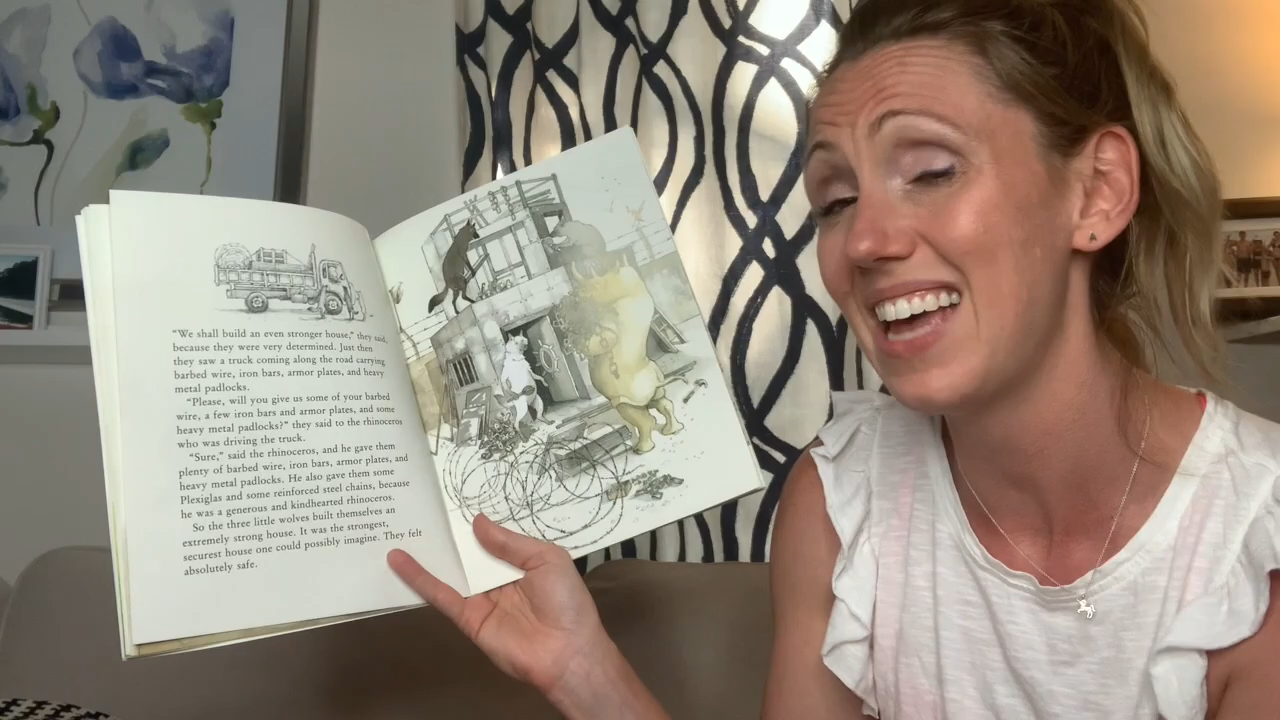 "We shall build an even stronger house," they said,
because they were very determined. Just then
they saw a truck coming along the road carrying
barbed wire, iron bars, armor plates, and heavy
metal padlocks.
"Please, will you give us some of your barbed
wire, a few iron bars and armor plates, and some
heavy metal padlocks?" they said to the rhinoceros
who was driving the truck.
"Sure," said the rhinoceros, and he gave them
plenty of barbed wire, iron bars, armor plates, and
heavy metal padlocks. He also gave them some
Plexiglas and some reinforced steel chains, because
he was a generous and kindhearted rhinoceros.
So the three little wolves built themselves an
extremely strong house. It was the strongest,
securest house one could possibly imagine. They felt
absolutely safe.